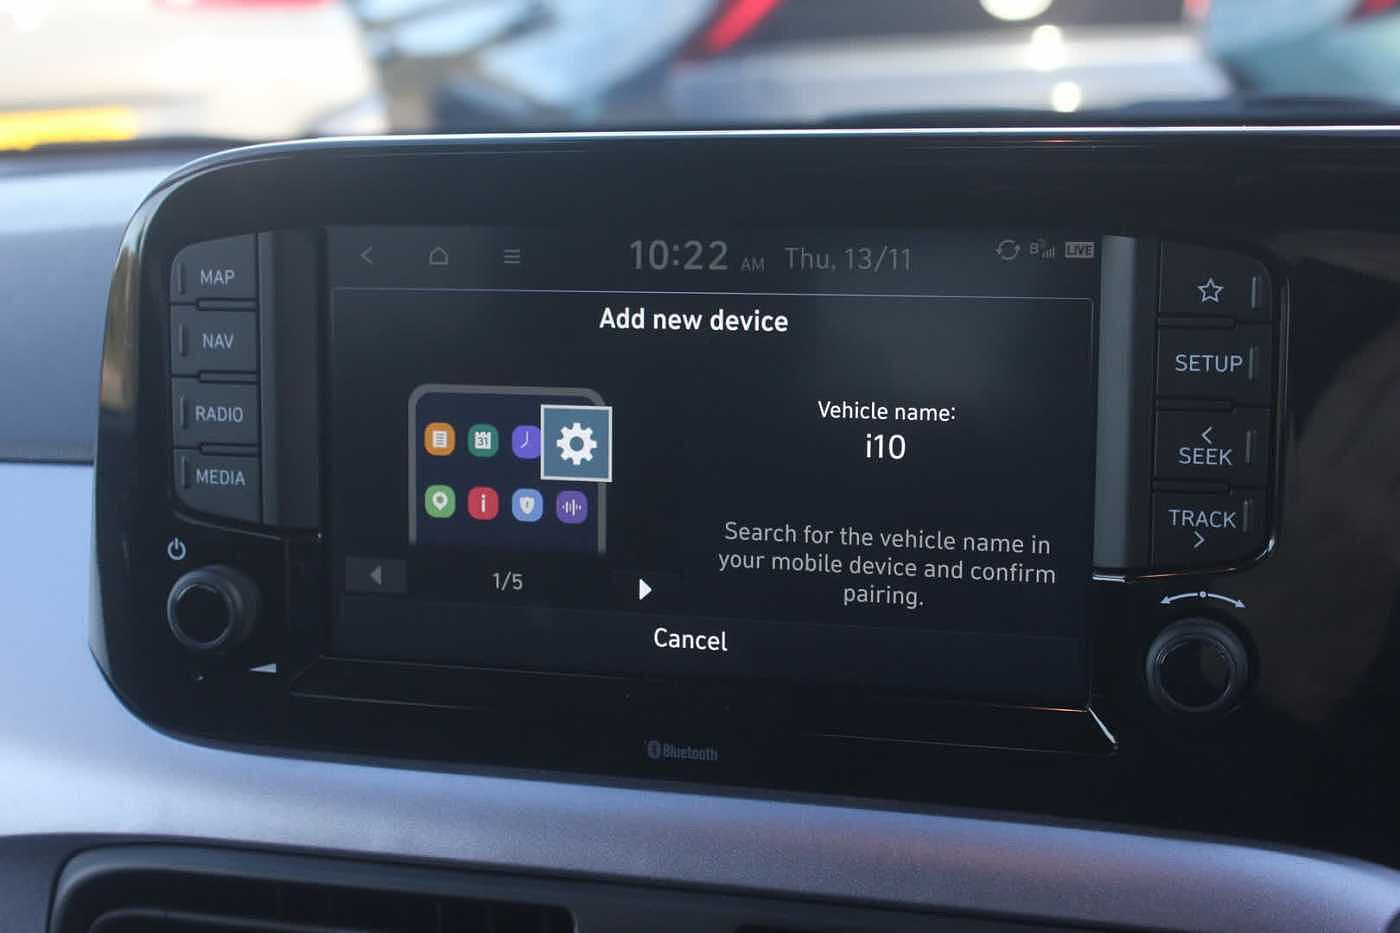 10:22 AM Thu, 13/11
LIVE
Add new device
MAP
NAV
RADIO
MEDIA
31
1/5
Vehicle name:
i10
Search for the vehicle name in
your mobile device and confirm
pairing.
Cancel
SETUP
SEEK
TRACK
Bluetooth